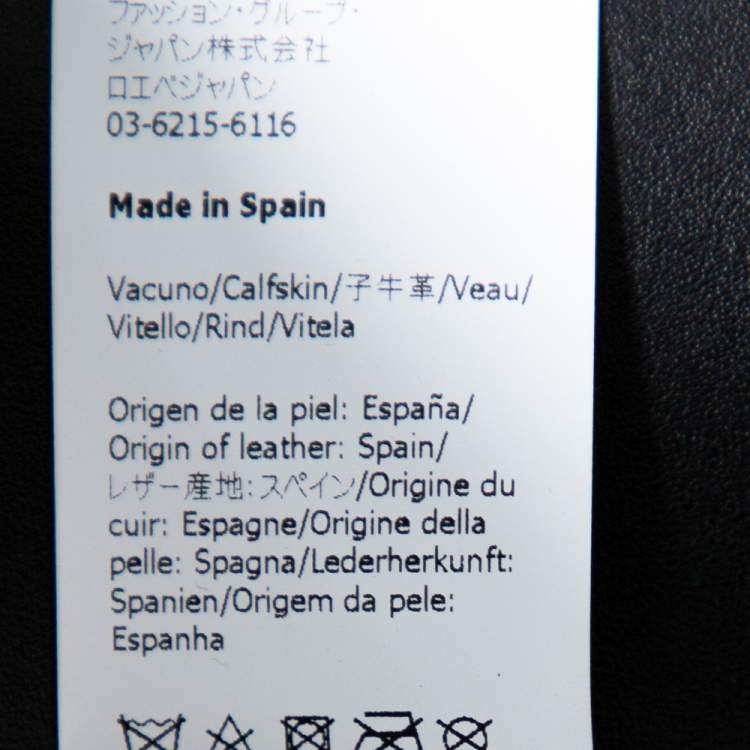 ファッション・グループ・
ジャパン株式会社
ロエベジャパン
03-6215-6116
Made in Spain
Vacuno/Calfskin/子牛革/Veau/
Vitello/Rind/Vitela
Origen de la piel: España/
Origin of leather: Spain/
レザー産地: スペイン/Origine du
cuir: Espagne/Origine della
pelle: Spagna/Lederherkunft:
Spanien/Origem da pele:
Espanha